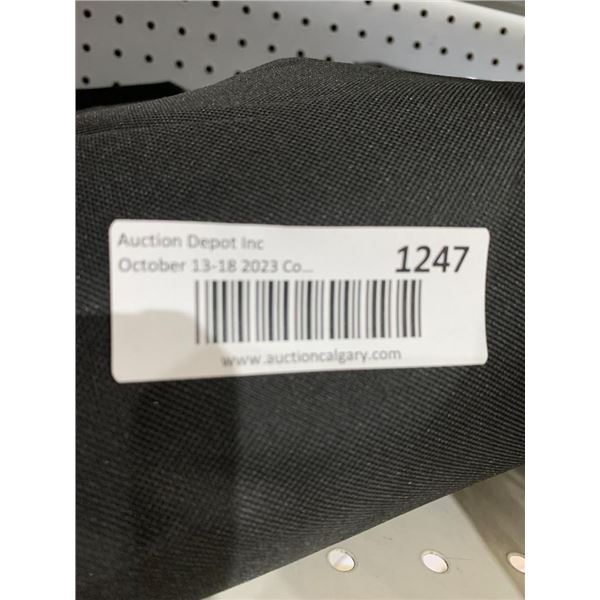 Auction Depot Inc
October 13-18 2023 Co... 1247
www.auctioncalgary.com